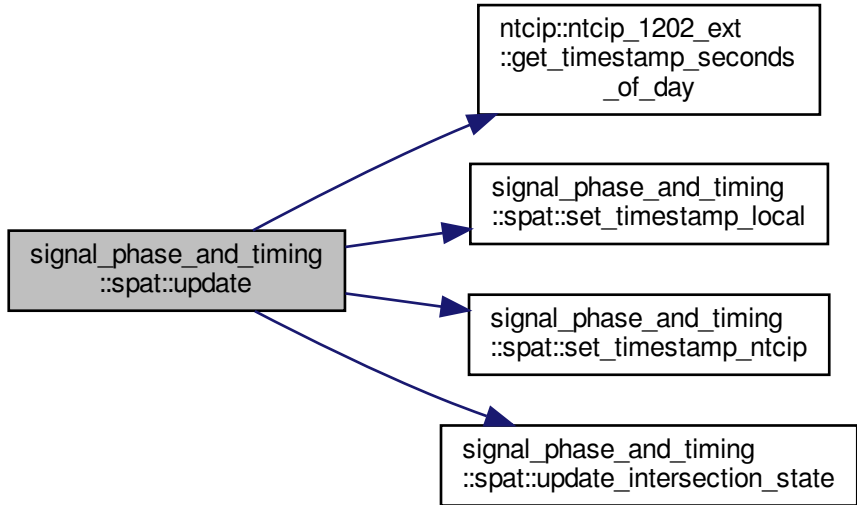 ntcip::ntcip_1202_ext
::get_timestamp_seconds
_of_day
signal_phase_and_timing
::spat::set_timestamp_local
signal_phase_and_timing
::spat::update
signal_phase_and_timing
::spat::set_timestamp_ntcip
signal_phase_and_timing
::spat::update_intersection_state